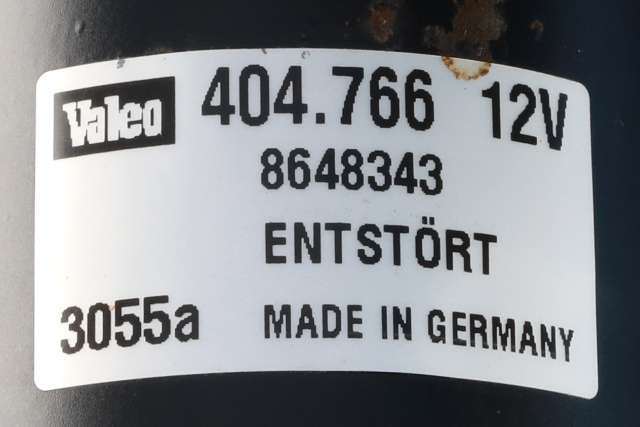 Valeo 404.766 12V
8648343
ENTSTÖRT
3055a MADE IN GERMANY